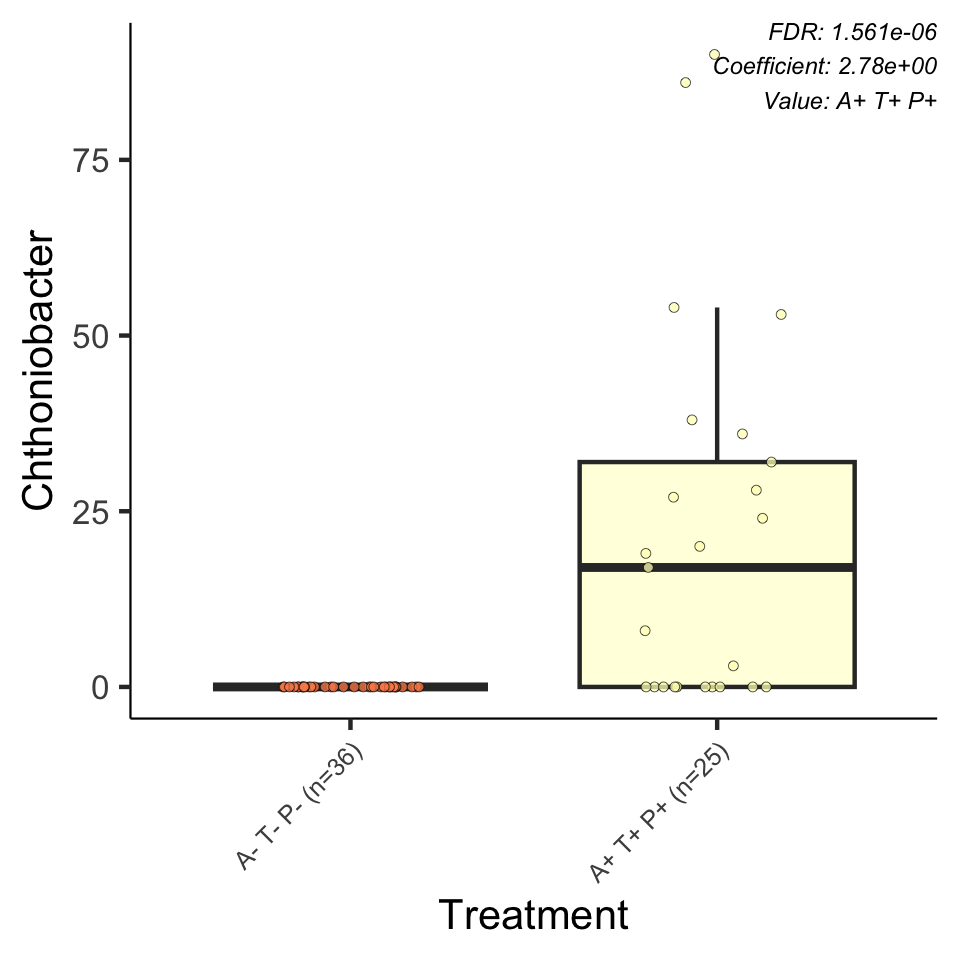 FDR: 1.561e-06
Coefficient: 2.78e+00
Value: A+ T+ P+
75
50
25
0
Chthoniobacter
A- T- P- (n=36)
A+ T+ P+ (n=25)
Treatment